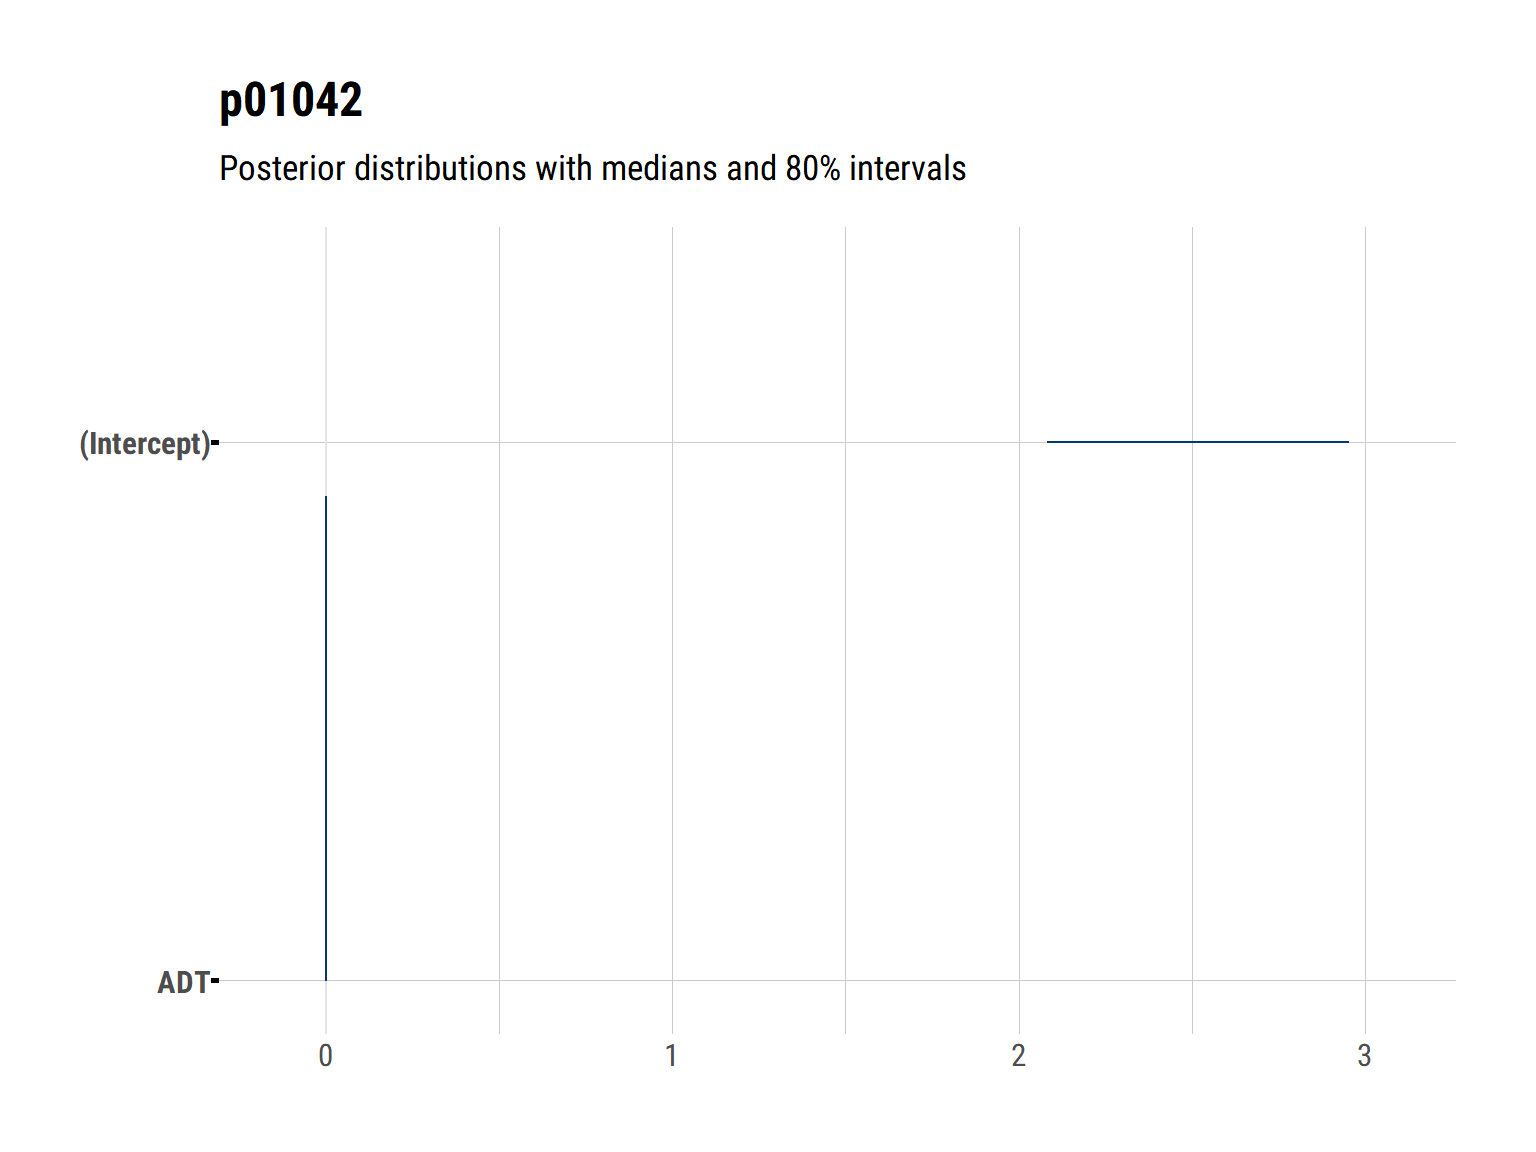 p01042
Posterior distributions with medians and 80% intervals
(Intercept)
ADT
0 1 2 3